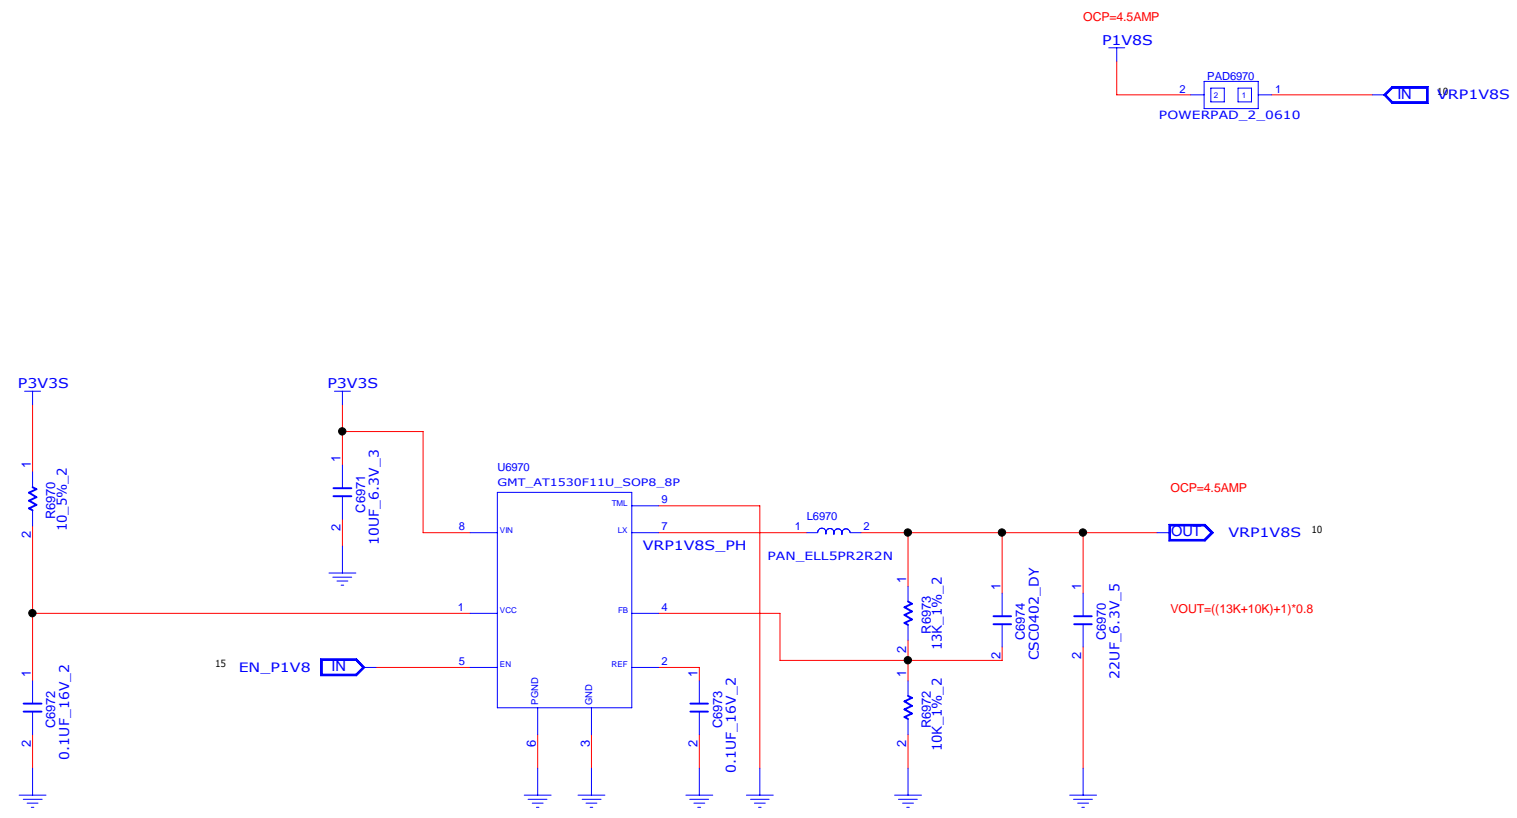 OCP=4.5AMP
P1V8S
PAD6970
2
2
1
1
IN
VRP1V8S
POWERPAD_2_0610
P3V3S
P3V3S
1
R6970
10_5%_2
2
1
C6971
10UF_6.3V_3
2
U6970
GMT_AT1530F11U_SOP8_8P
TML
9
8
VIN
LX
7
VRP1V8S_PH
1
L6970
2
PAN_ELL5PR2R2N
OCP=4.5AMP
OUT
VRP1V8S
10
1
VCC
FB
4
1
R6973
13K_1%_2
2
1
C6974
CSC0402_DY
2
1
C6970
22UF_6.3V_5
2
VOUT=((13K+10K)+1)*0.8
15
EN_P1V8
IN
5
EN
REF
2
PGND
GND
6
3
1
C6972
0.1UF_16V_2
2
1
C6973
0.1UF_16V_2
2
1
R6972
10K_1%_2
2